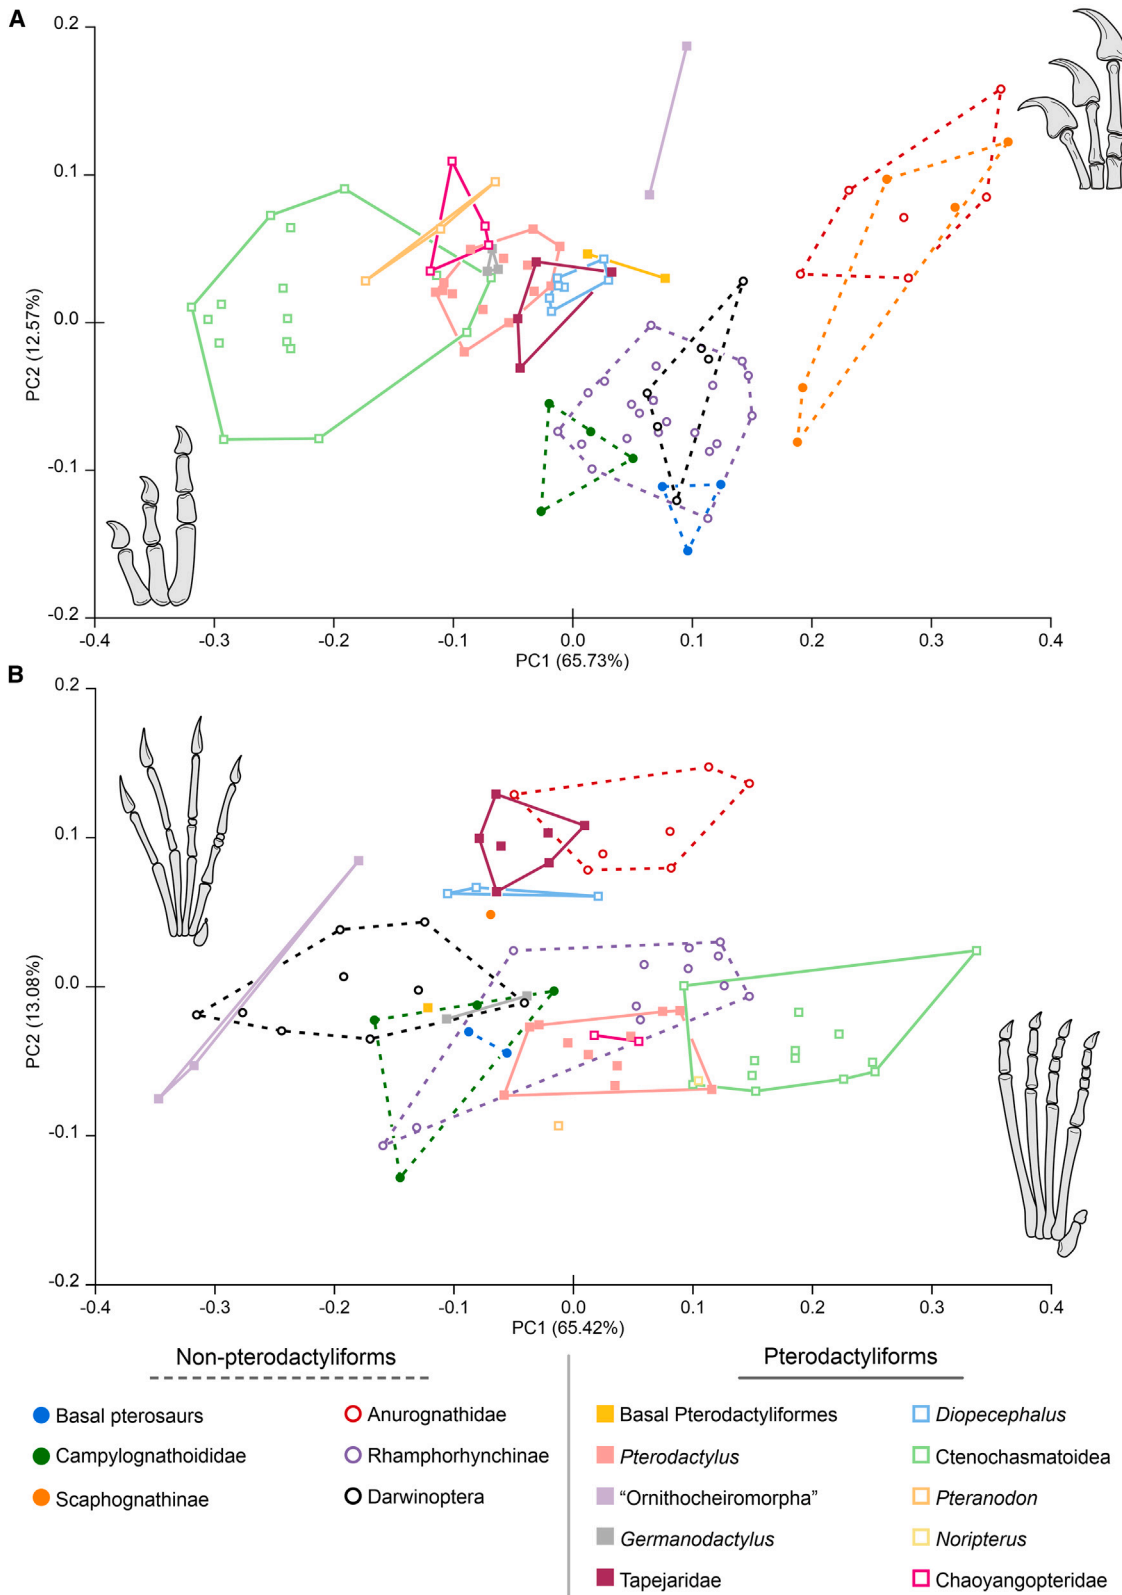 A
0.2
0.1
0.0
-0.1
-0.2
PC2 (12.57%)
-0.4
-0.3
-0.2
-0.1
0.0
0.1
0.2
0.3
0.4
PC1 (65.73%)
B
0.2
0.1
0.0
-0.1
-0.2
PC2 (13.08%)
-0.4
-0.3
-0.2
-0.1
0.0
0.1
0.2
0.3
0.4
PC1 (65.42%)
Non-pterodactyliforms
Basal pterosaurs
Campylognathoididae
Scaphognathinae
Anurognathidae
Rhamphorhynchinae
Darwinoptera
Pterodactyliforms
Basal Pterodactyliformes
Pterodactylus
“Ornithocheiromorpha”
Germanodactylus
Tapejaridae
Diopecephalus
Ctenochasmatoidea
Pteranodon
Noripterus
Chaoyangopteridae